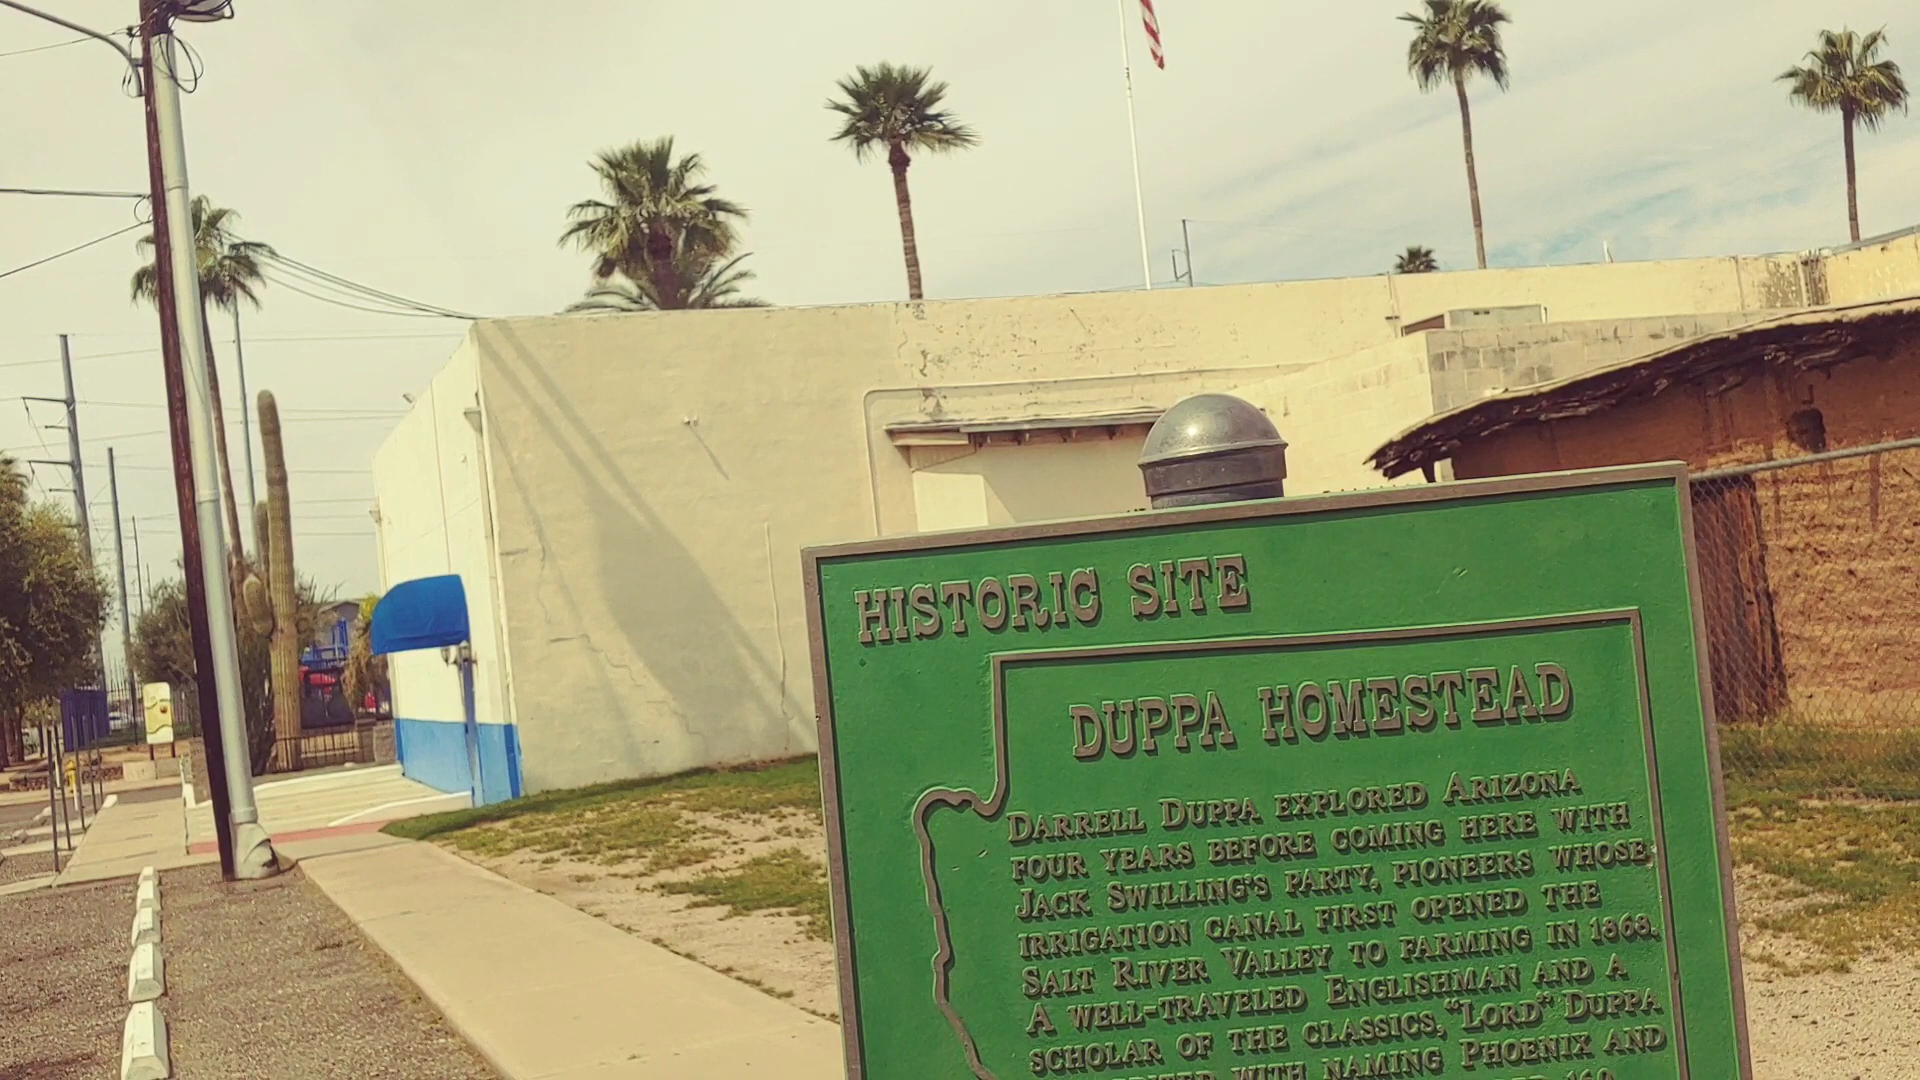 HISTORIC SITE
DUPPA HOMESTEAD
DARRELL DUPPA EXPLORED ARIZONA
FOUR YEARS BEFORE COMING HERE WITH
JACK SWILLING'S PARTY, PIONEERS WHOSE
IRRIGATION CANAL FIRST OPENED THE
SALT RIVER VALLEY TO FARMING IN 1868.
A WELL-TRAVELED ENGLISHMAN AND A
SCHOLAR OF THE CLASSICS, "LORD" DUPPA
WITH NAMING PHOENIX AND
160